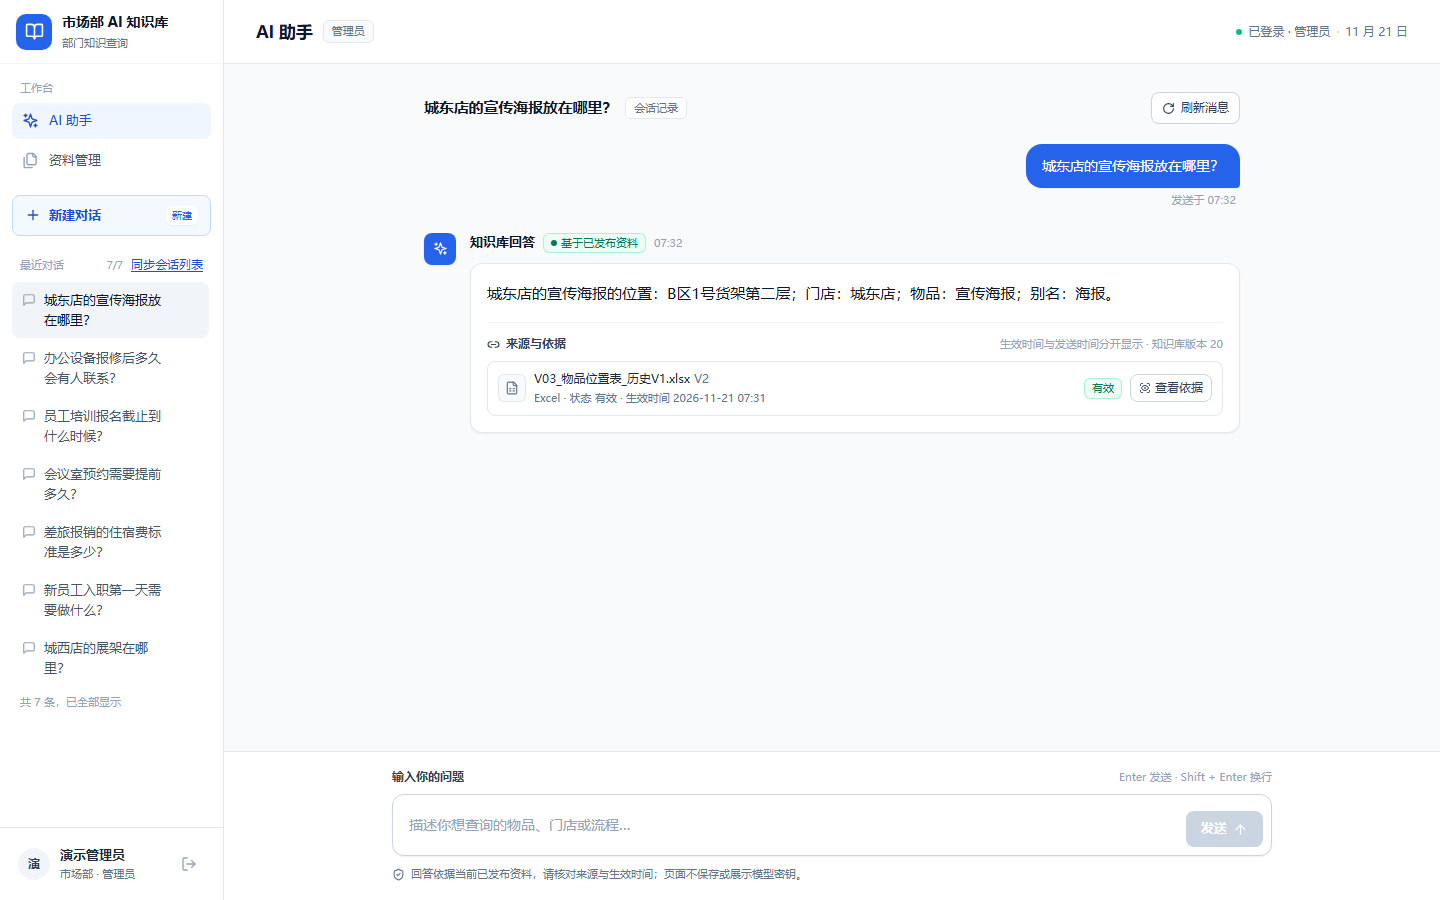 市场部 AI 知识库
部门知识查询
工作台
AI 助手
资料管理
新建对话 新建
最近对话 7/7 同步会话列表
城东店的宣传海报放
在哪里？
办公设备报修后多久
会有人联系？
员工培训报名截止到
什么时候？
会议室预约需要提前
多久？
差旅报销的住宿费标
准是多少？
新员工入职第一天需
要做什么？
城西店的展架在哪
里？
共 7 条，已全部显示
演 演示管理员
市场部 · 管理员
AI 助手 管理员
已登录 · 管理员 · 11 月 21 日
城东店的宣传海报放在哪里？ 会话记录
刷新消息
城东店的宣传海报放在哪里？
发送于 07:32
知识库回答 基于已发布资料 07:32
城东店的宣传海报的位置：B区1号货架第二层；门店：城东店；物品：宣传海报；别名：海报。
来源与依据 生效时间与发送时间分开显示 · 知识库版本 20
V03_物品位置表_历史V1.xlsx V2
Excel · 状态 有效 · 生效时间 2026-11-21 07:31
有效 查看依据
输入你的问题 Enter 发送 · Shift + Enter 换行
描述你想查询的物品、门店或流程...
发送
回答依据当前已发布资料，请核对来源与生效时间；页面不保存或展示模型密钥。